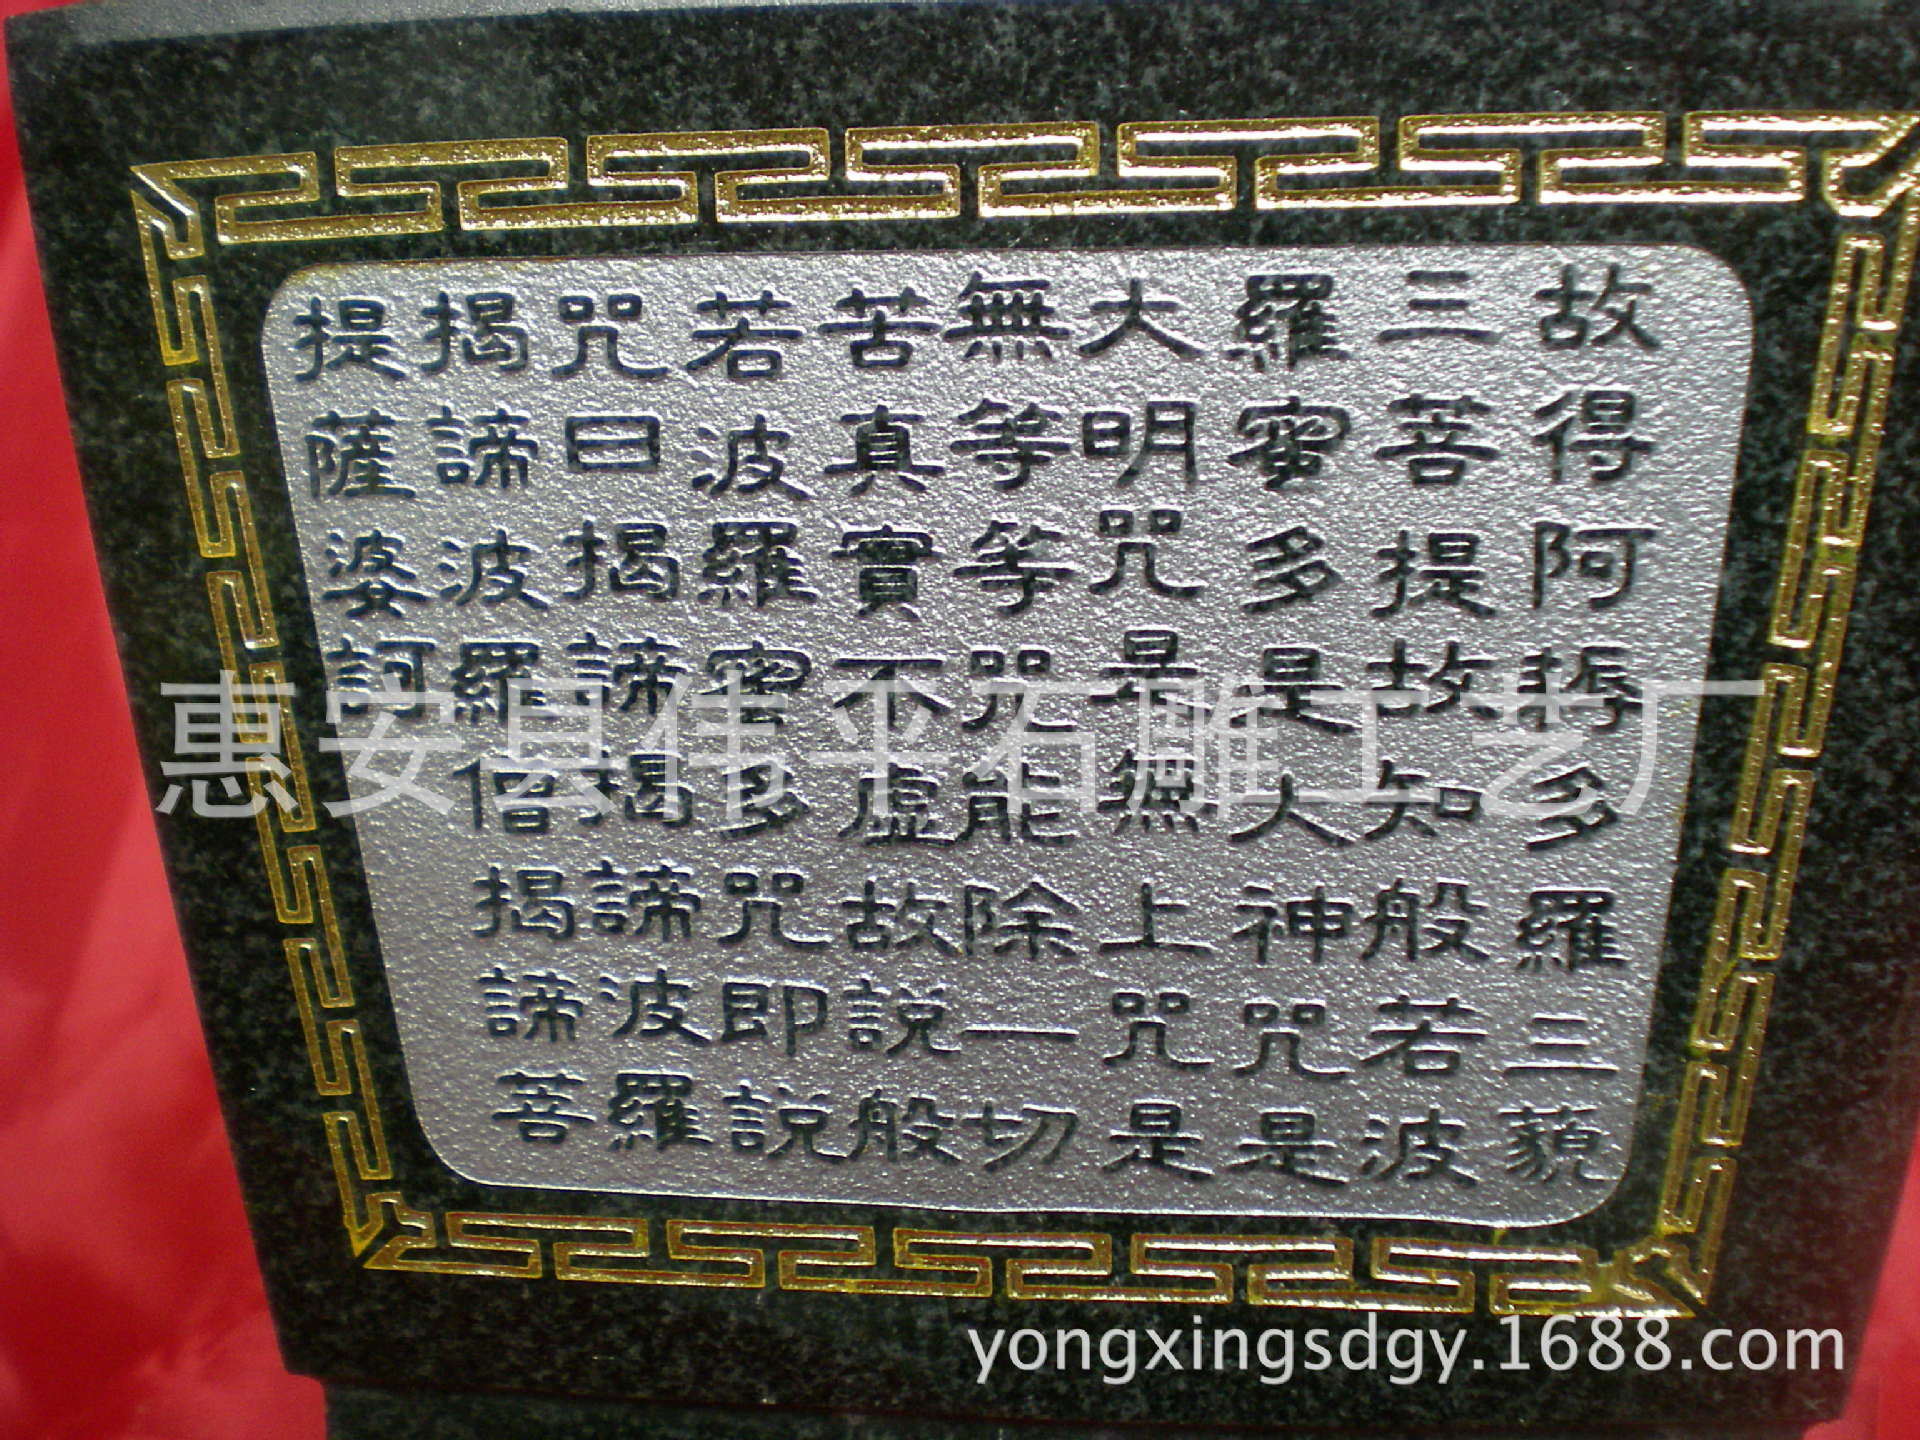 故得阿耨多羅三藐
三菩提故知般若波
羅蜜多是大神咒是
大明咒是無上咒是
無等等咒能除一切
苦真實不虛故説般
若波羅蜜多咒即説
咒曰揭諦揭諦波羅
揭諦波羅僧揭諦菩
提薩婆訶
惠安县伟平石雕工艺厂
yongxingsdgy.1688.com